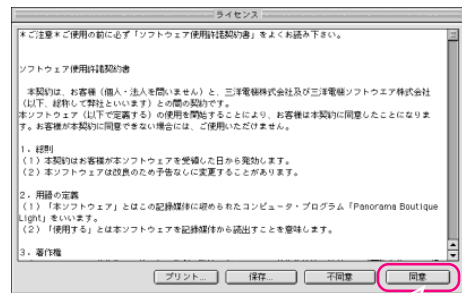 ライセンス
*ご注意*ご使用の前に必ず「ソフトウェア使用許諾契約書」をよくお読み下さい。
ソフトウェア使用許諾契約書
本契約は、お客様（個人・法人を問いません）と、三洋電機株式会社及び三洋電機ソフトウエア株式会社
（以下、総称して弊社といいます）との間の契約です。
本ソフトウェア（以下で定義する）の使用を開始することにより、お客様は本契約に同意したことになりま
す。お客様が本契約に同意できない場合には、ご使用いただけません。
1．総則
（1）本契約はお客様が本ソフトウェアを受領した日から発効します。
（2）本ソフトウェアは改良のため予告なしに変更することがあります。
2．用語の定義
（1）「本ソフトウェア」とはこの記録媒体に収められたコンピュータ・プログラム「Panorama Boutique
Light」をいいます。
（2）「使用する」とは本ソフトウェアを記録媒体から読出すことを意味します。
3．著作権
プリント... 保存... 不同意 同意